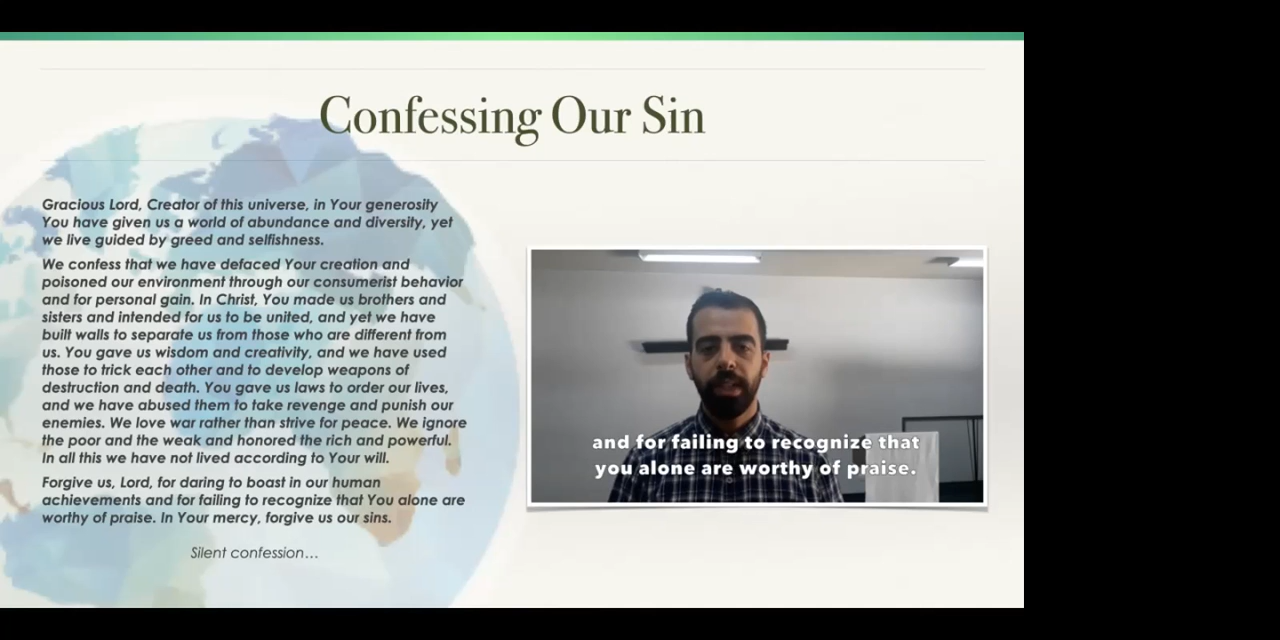 Confessing Our Sin
Gracious Lord, Creator of this universe, in Your generosity
You have given us a world of abundance and diversity, yet
we live guided by greed and selfishness.
We confess that we have defaced Your creation and
poisoned our environment through our consumerist behavior
and for personal gain. In Christ, You made us brothers and
sisters and intended for us to be united, and yet we have
built walls to separate us from those who are different from
us. You gave us wisdom and creativity, and we have used
those to trick each other and to develop weapons of
destruction and death. You gave us laws to order our lives,
and we have abused them to take revenge and punish our
enemies. We love war rather than strive for peace. We ignore
the poor and the weak and honored the rich and powerful.
In all this we have not lived according to Your will.
Forgive us, Lord, for daring to boast in our human
achievements and for failing to recognize that You alone are
worthy of praise. In Your mercy, forgive us our sins.
Silent confession…
and for failing to recognize that
you alone are worthy of praise.